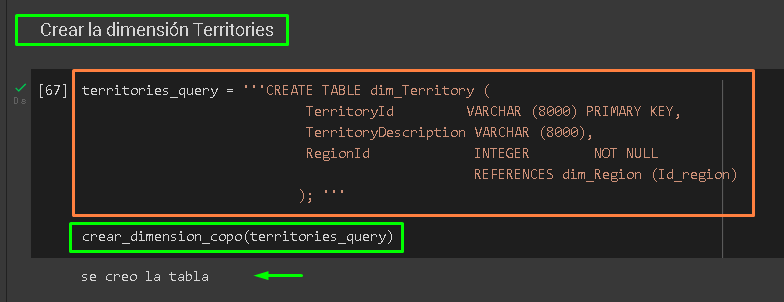 Crear la dimensión Territories
[67] territories_query = '''CREATE TABLE dim_Territory (
TerritoryId VARCHAR (8000) PRIMARY KEY,
TerritoryDescription VARCHAR (8000),
RegionId INTEGER NOT NULL
REFERENCES dim_Region (Id_region)
); '''
0 s
crear_dimension_copo(territories_query)
se creo la tabla